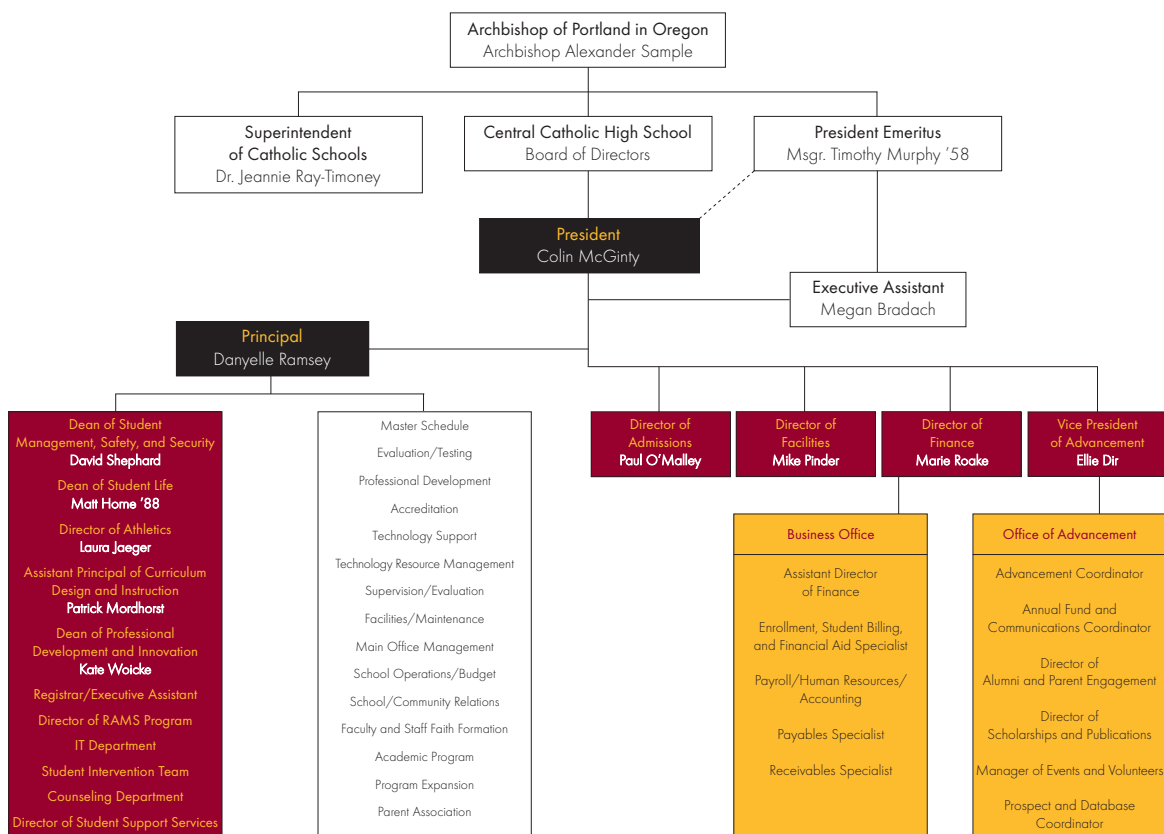 Archbishop of Portland in Oregon
Archbishop Alexander Sample
Superintendent
of Catholic Schools
Dr. Jeannie Ray-Timoney
Central Catholic High School
Board of Directors
President Emeritus
Msgr. Timothy Murphy ’58
President
Colin McGinty
Executive Assistant
Megan Bradach
Principal
Danyelle Ramsey
Dean of Student
Management, Safety, and Security
David Shephard
Dean of Student Life
Matt Horne ’88
Director of Athletics
Laura Jaeger
Assistant Principal of Curriculum
Design and Instruction
Patrick Mordhorst
Dean of Professional
Development and Innovation
Kate Woicke
Registrar/Executive Assistant
Director of RAMS Program
IT Department
Student Intervention Team
Counseling Department
Director of Student Support Services
Master Schedule
Evaluation/Testing
Professional Development
Accreditation
Technology Support
Technology Resource Management
Supervision/Evaluation
Facilities/Maintenance
Main Office Management
School Operations/Budget
School/Community Relations
Faculty and Staff Faith Formation
Academic Program
Program Expansion
Parent Association
Director of
Admissions
Paul O’Malley
Director of
Facilities
Mike Pinder
Director of
Finance
Marie Roake
Vice President
of Advancement
Ellie Dir
Business Office
Assistant Director
of Finance
Enrollment, Student Billing,
and Financial Aid Specialist
Payroll/Human Resources/
Accounting
Payables Specialist
Receivables Specialist
Office of Advancement
Advancement Coordinator
Annual Fund and
Communications Coordinator
Director of
Alumni and Parent Engagement
Director of
Scholarships and Publications
Manager of Events and Volunteers
Prospect and Database
Coordinator